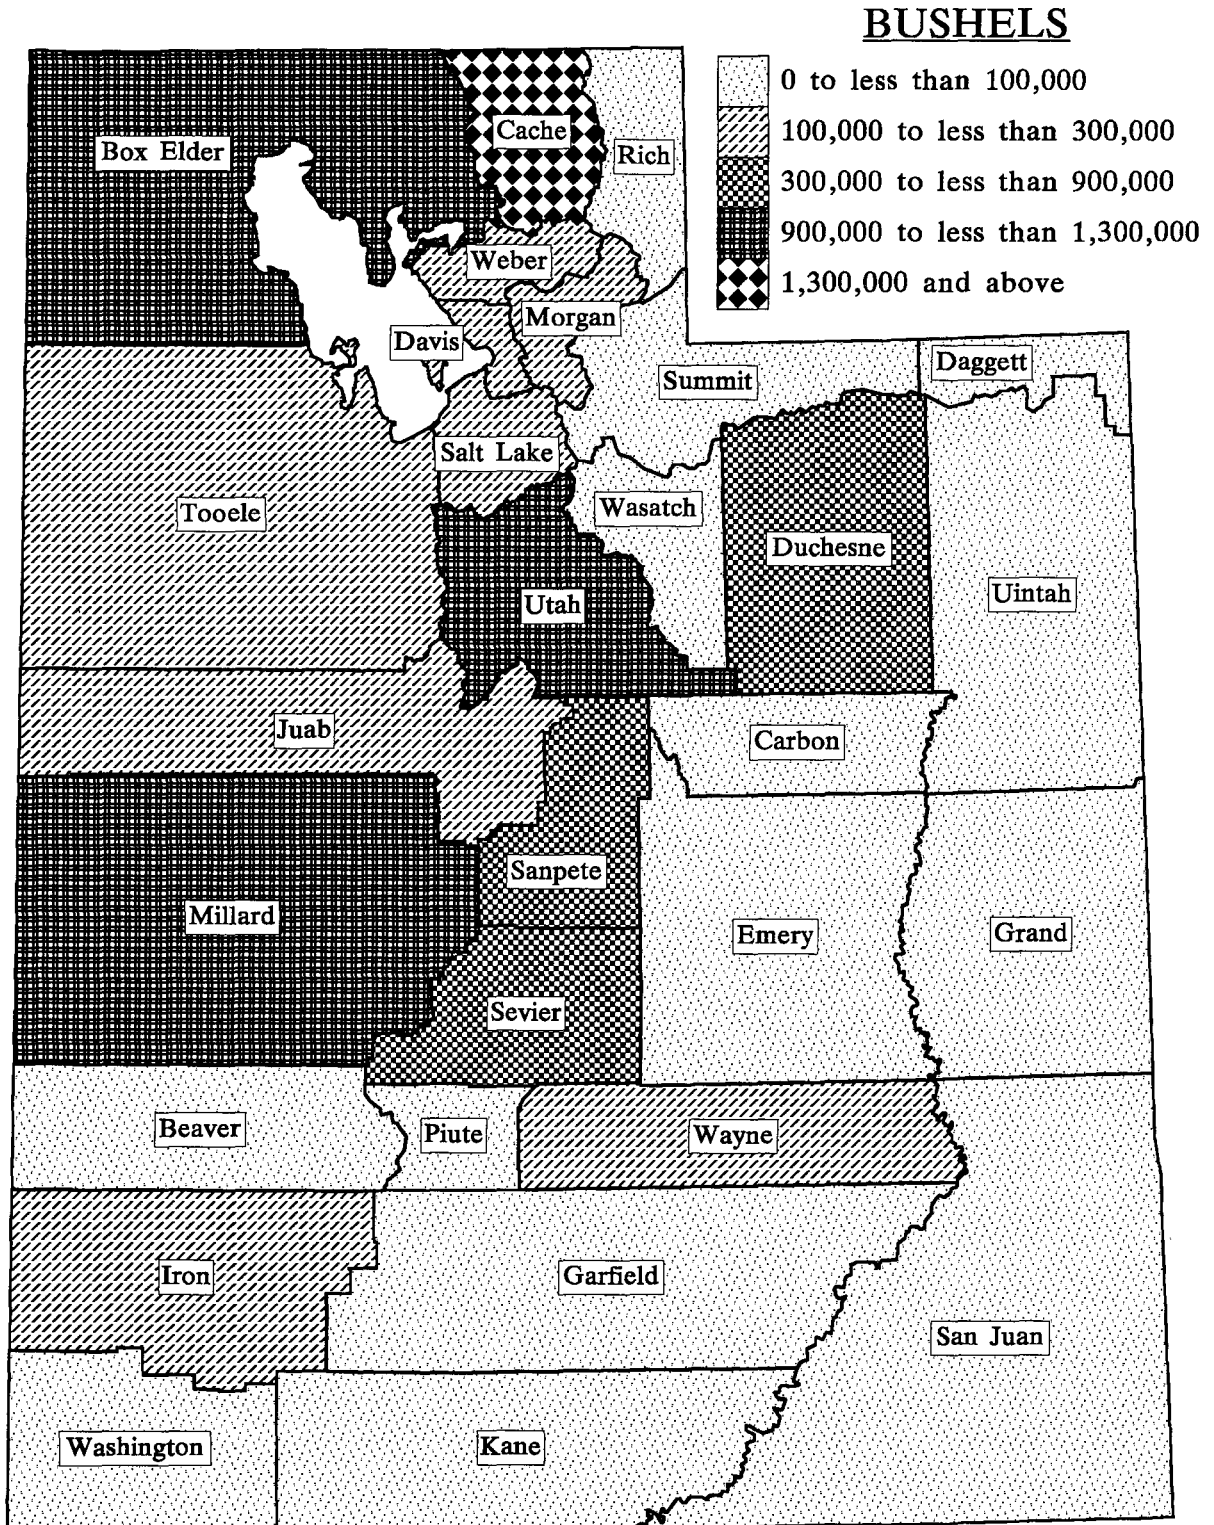 BUSHELS
0 to less than 100,000
100,000 to less than 300,000
300,000 to less than 900,000
900,000 to less than 1,300,000
1,300,000 and above
Box Elder
Cache
Rich
Weber
Morgan
Davis
Summit
Daggett
Salt Lake
Tooele
Wasatch
Duchesne
Uintah
Utah
Juab
Carbon
Sanpete
Millard
Emery
Grand
Sevier
Beaver
Piute
Wayne
Iron
Garfield
San Juan
Washington
Kane